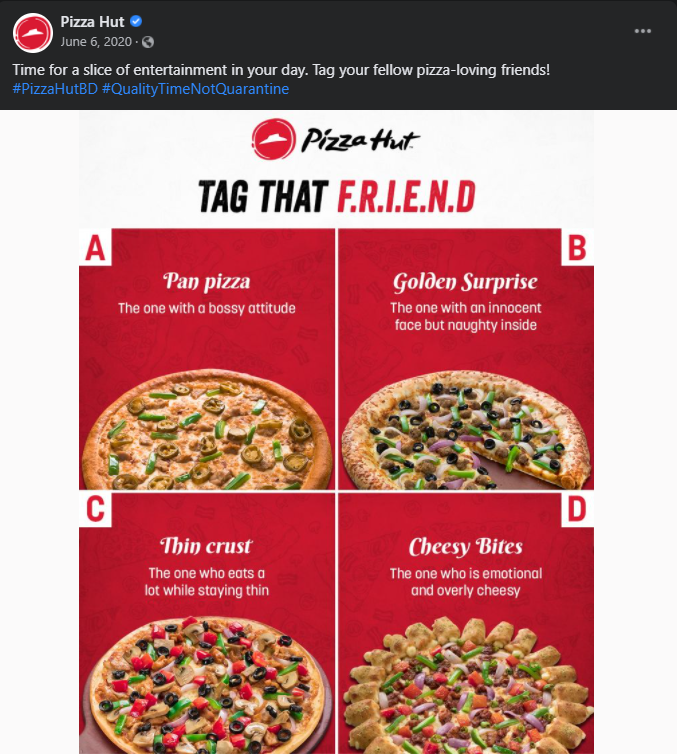 Pizza Hut
June 6, 2020 ·
Time for a slice of entertainment in your day. Tag your fellow pizza-loving friends!
#PizzaHutBD #QualityTimeNotQuarantine
Pizza Hut
TAG THAT F.R.I.E.N.D
A
Pan pizza
The one with a bossy attitude
B
Golden Surprise
The one with an innocent
face but naughty inside
C
Thin crust
The one who eats a
lot while staying thin
D
Cheesy Bites
The one who is emotional
and overly cheesy